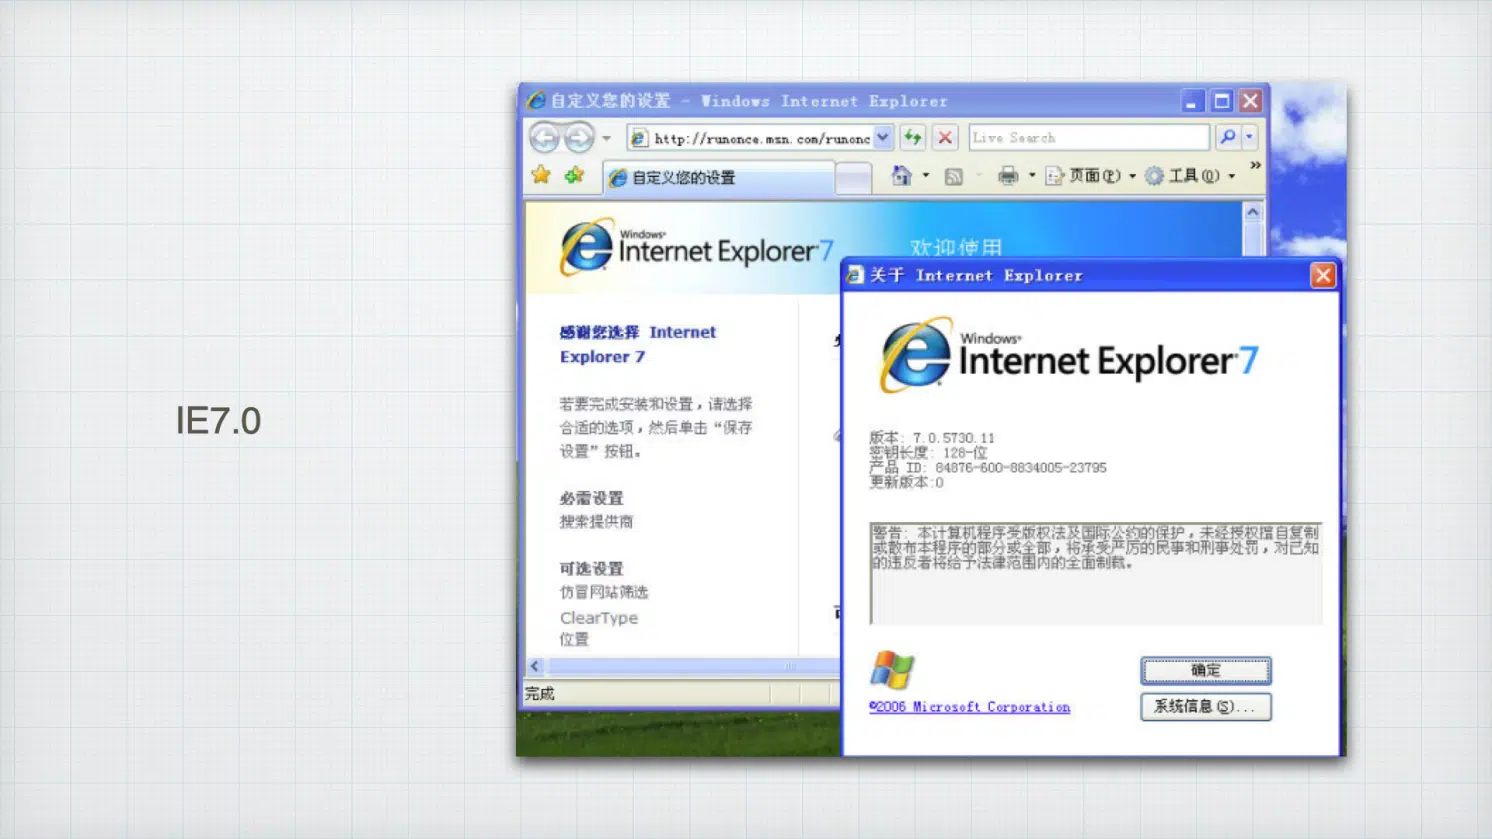 IE7.0
自定义您的设置 - Windows Internet Explorer
http://runonce.msn.com/runonc
Live Search
自定义您的设置
页面(P)
工具(O)
Windows
Internet Explorer 7
欢迎使用
感谢您选择 Internet
Explorer 7
若要完成安装和设置，请选择
合适的选项，然后单击“保存
设置”按钮。
必需设置
搜索提供商
可选设置
仿冒网站筛选
ClearType
位置
完成
关于 Internet Explorer
Windows
Internet Explorer 7
版本: 7.0.5730.11
密钥长度: 128-位
产品 ID: 84876-600-8834005-23795
更新版本:0
警告: 本计算机程序受版权法及国际公约的保护，未经授权擅自复制
或散布本程序的部分或全部，将承受严厉的民事和刑事处罚，对已知
的违反者将给予法律范围内的全面制裁。
©2006 Microsoft Corporation
确定
系统信息(S)...